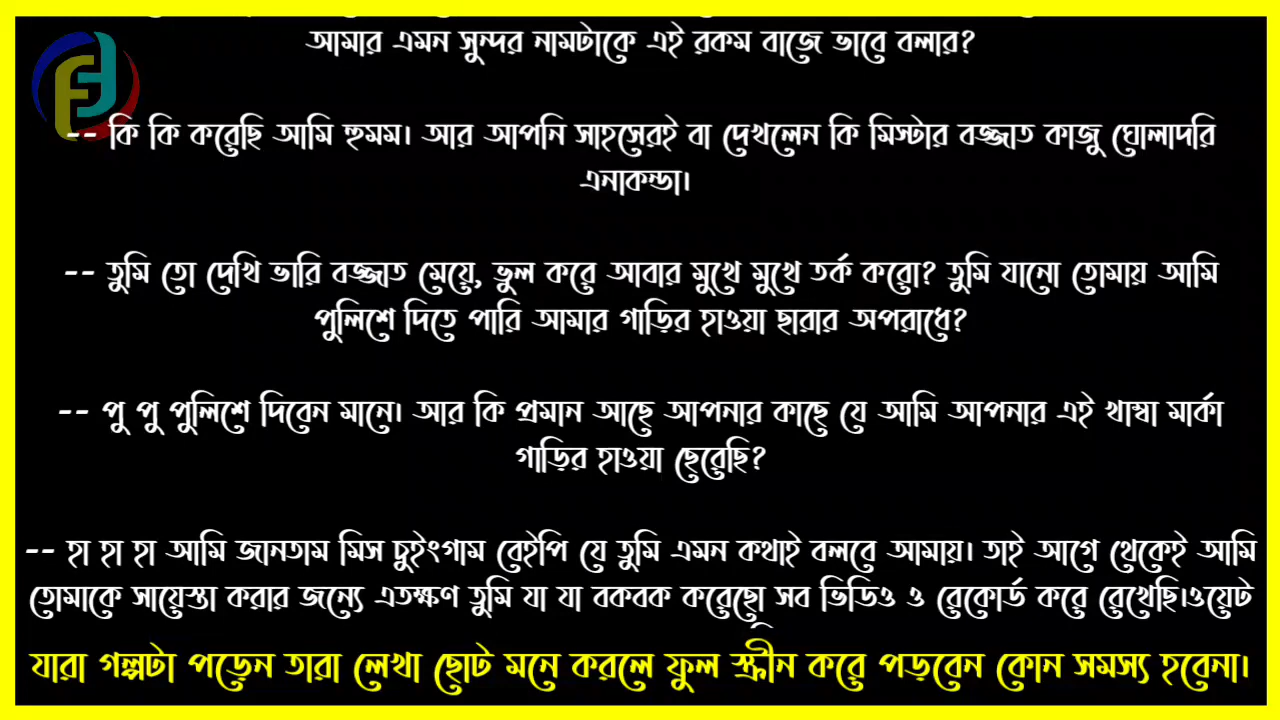 আমার এমন সুন্দর নামটাকে এই রকম বাজে ভাবে বলার?
-- কি কি করেছি আমি হুমম। আর আপনি সাহসেরই বা দেখলেন কি মিস্টার বজ্জাত কাজু ঘোলাদরি
এনাকন্ডা।
-- তুমি তো দেখি ভারি বজ্জাত মেয়ে, ভুল করে আবার মুখে মুখে তর্ক করো? তুমি যানো তোমায় আমি
পুলিশে দিতে পারি আমার গাড়ির হাওয়া ছারার অপরাধে?
-- পু পু পুলিশে দিবেন মানে। আর কি প্রমান আছে আপনার কাছে যে আমি আপনার এই খাম্বা মার্কা
গাড়ির হাওয়া ছেরেছি?
-- হা হা হা আমি জানতাম মিস চুইংগাম বেইপি যে তুমি এমন কথাই বলবে আমায়। তাই আগে থেকেই আমি
তোমাকে সায়েস্তা করার জন্যে এতক্ষণ তুমি যা যা বকবক করেছো সব ভিডিও ও রেকোর্ড করে রেখেছি।ওয়েট
যারা গল্পটা পড়েন তারা লেখা ছোট মনে করলে ফুল স্ক্রীন করে পড়বেন কোন সমস্য হবেনা।